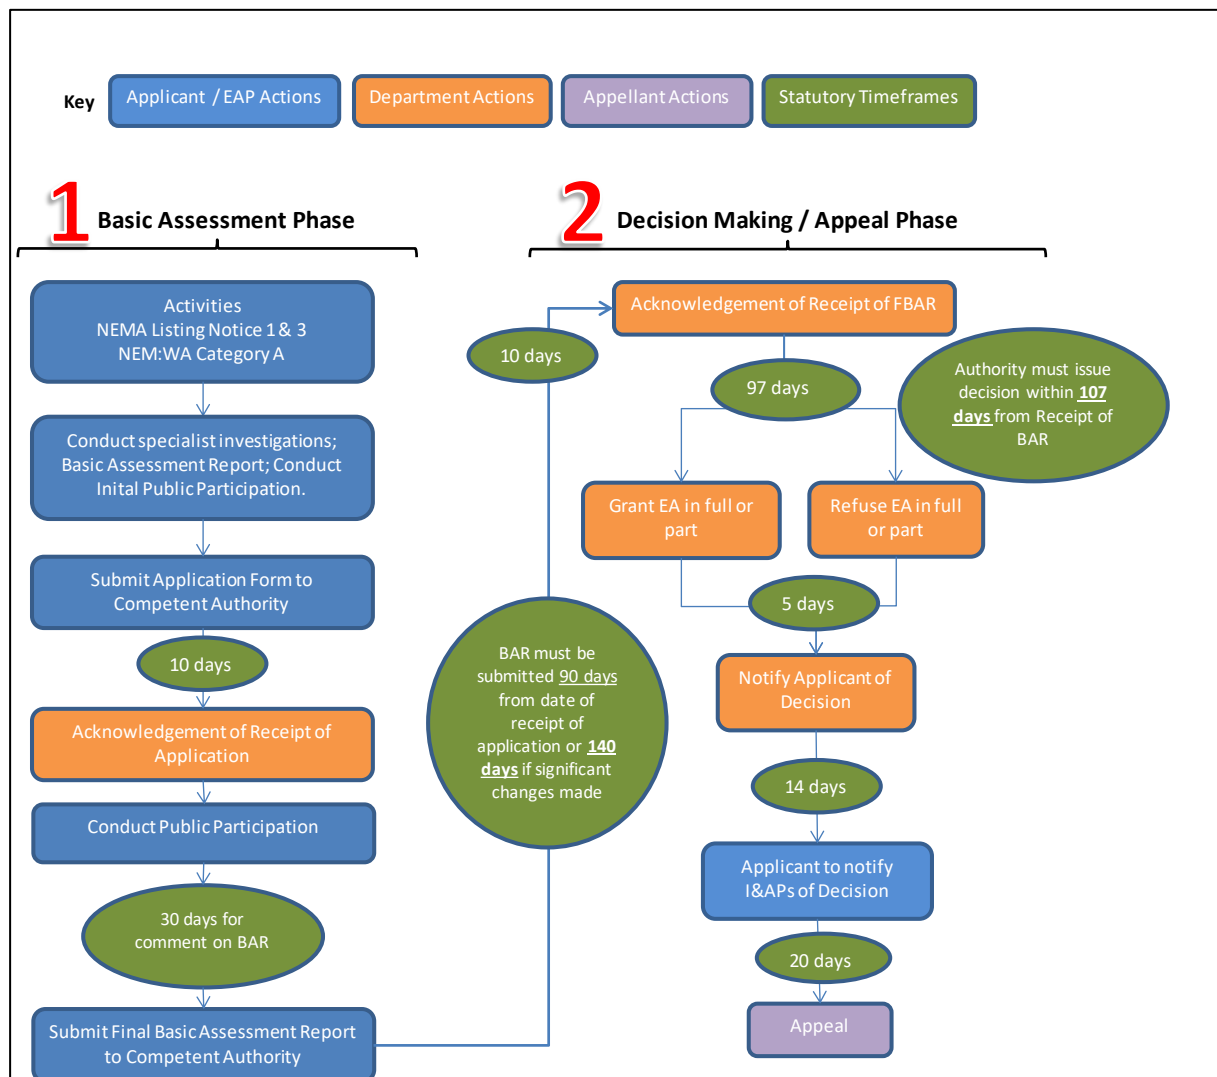 Key
Applicant / EAP Actions
Department Actions
Appellant Actions
Statutory Timeframes
1
Basic Assessment Phase
Activities
NEMA Listing Notice 1 & 3
NEM:WA Category A
Conduct specialist investigations;
Basic Assessment Report; Conduct
Inital Public Participation.
Submit Application Form to
Competent Authority
10 days
Acknowledgement of Receipt of
Application
Conduct Public Participation
30 days for
comment on BAR
Submit Final Basic Assessment Report
to Competent Authority
BAR must be
submitted 90 days
from date of
receipt of
application or 140
days if significant
changes made
10 days
2
Decision Making / Appeal Phase
Acknowledgement of Receipt of FBAR
97 days
Authority must issue
decision within 107
days from Receipt of
BAR
Grant EA in full or
part
Refuse EA in full
or part
5 days
Notify Applicant of
Decision
14 days
Applicant to notify
I&APs of Decision
20 days
Appeal